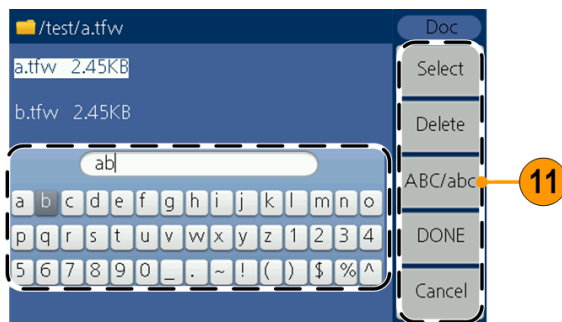 /test/a.tfw
Doc
a.tfw 2.45KB
b.tfw 2.45KB
ab
a b c d e f g h i j k l m n o
p q r s t u v w x y z 1 2 3 4
5 6 7 8 9 0 _ . ~ ! ( ) $ % ^
Select
Delete
ABC/abc
DONE
Cancel
11